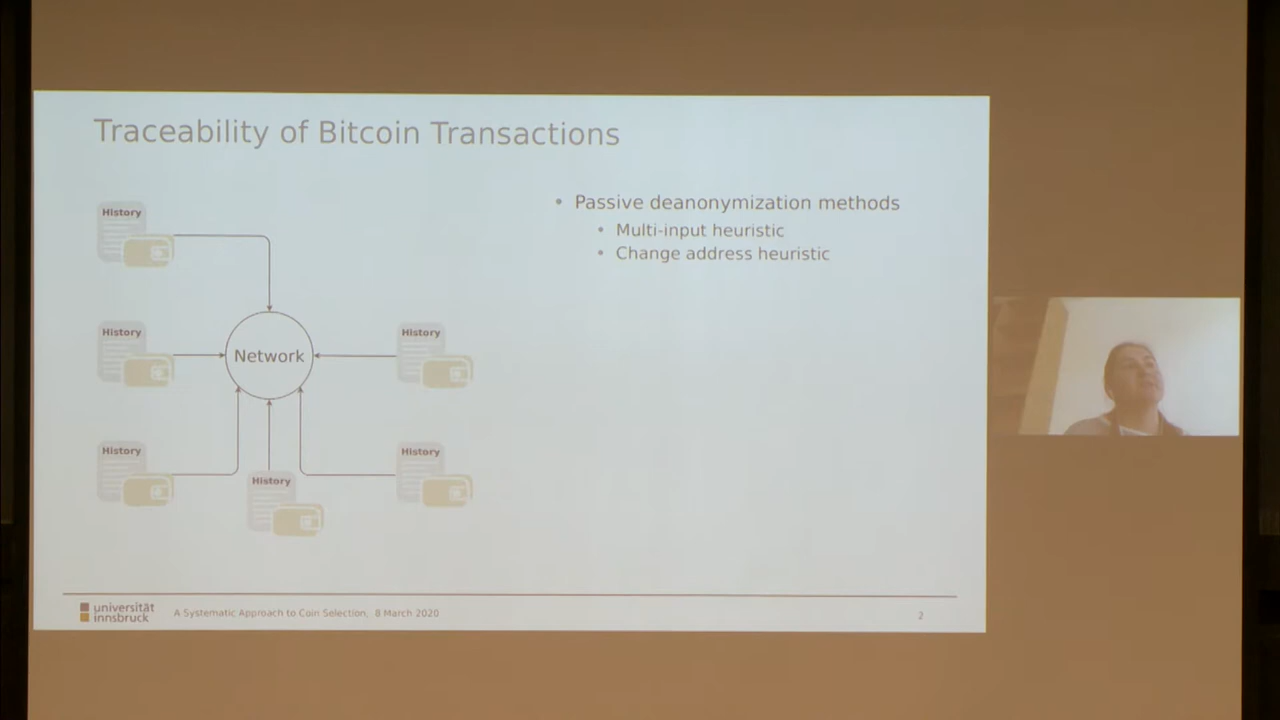 Traceability of Bitcoin Transactions
History
History
Network
History
History
History
History
• Passive deanonymization methods
• Multi-input heuristic
• Change address heuristic
universität
innsbruck
A Systematic Approach to Coin Selection, 8 March 2020
2